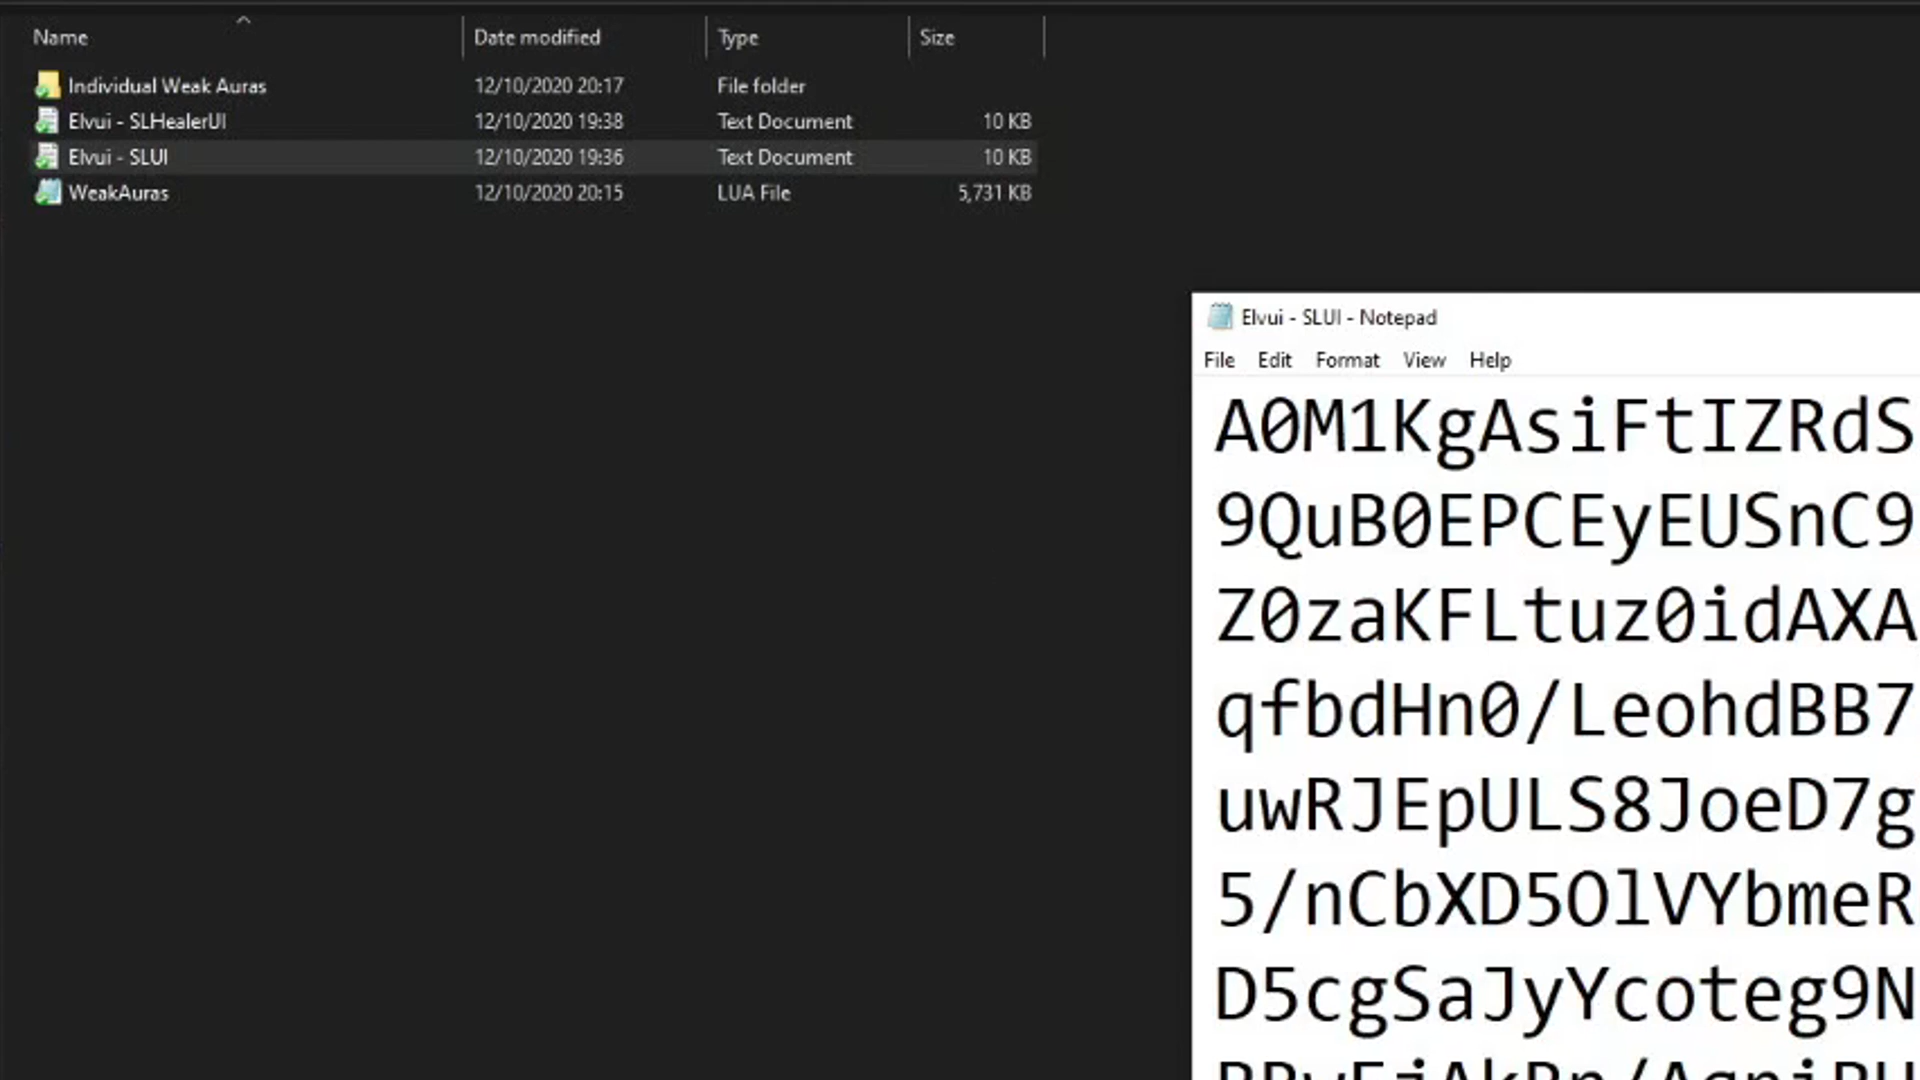 Name Date modified Type Size
Individual Weak Auras 12/10/2020 20:17 File folder
Elvui - SLHealerUI 12/10/2020 19:38 Text Document 10 KB
Elvui - SLUI 12/10/2020 19:36 Text Document 10 KB
WeakAuras 12/10/2020 20:15 LUA File 5,731 KB
Elvui - SLUI - Notepad
File Edit Format View Help
A0M1KgAsiFtIZRdS
9QuB0EPCEyEUSnC9
Z0zaKFLtuz0idAXA
qfbdHn0/LeohdBB7
uwRJEpULS8JoeD7g
5/nCbXD5OlVYbmeR
D5cgSaJyYcoteg9N